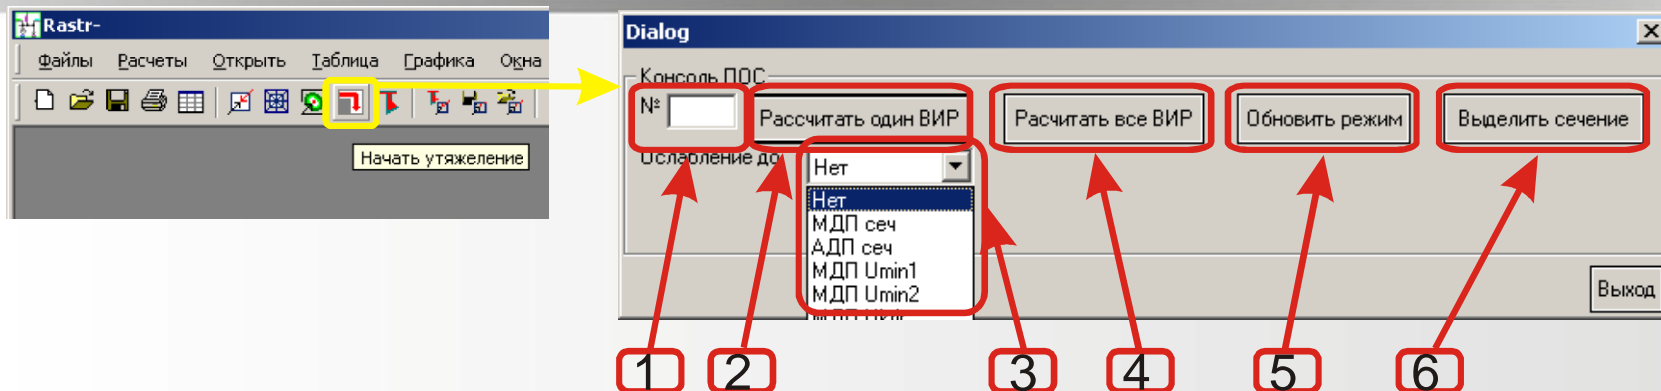 Rastr-
Файлы Расчеты Открыть Таблица Графика Окна
Начать утяжеление
Dialog
Консоль ПОС
№ Рассчитать один ВИР Расчитать все ВИР Обновить режим Выделить сечение
Ослабление до Нет
Нет
МДП сеч
АДП сеч
МДП Umin1
МДП Umin2
Выход
1 2 3 4 5 6